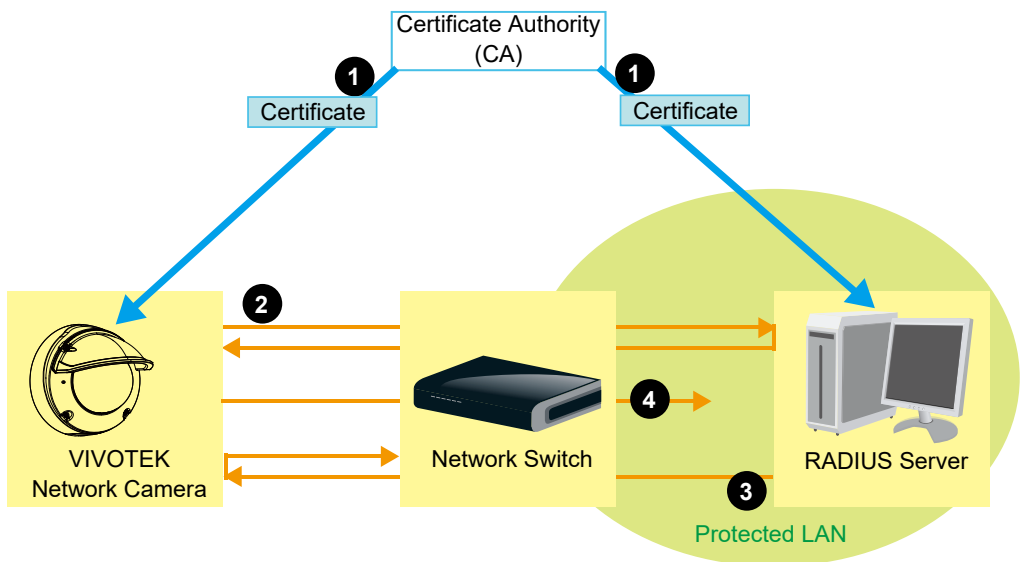 Certificate Authority
(CA)
1
1
Certificate
Certificate
2
4
VIVOTEK
Network Camera
Network Switch
RADIUS Server
3
Protected LAN